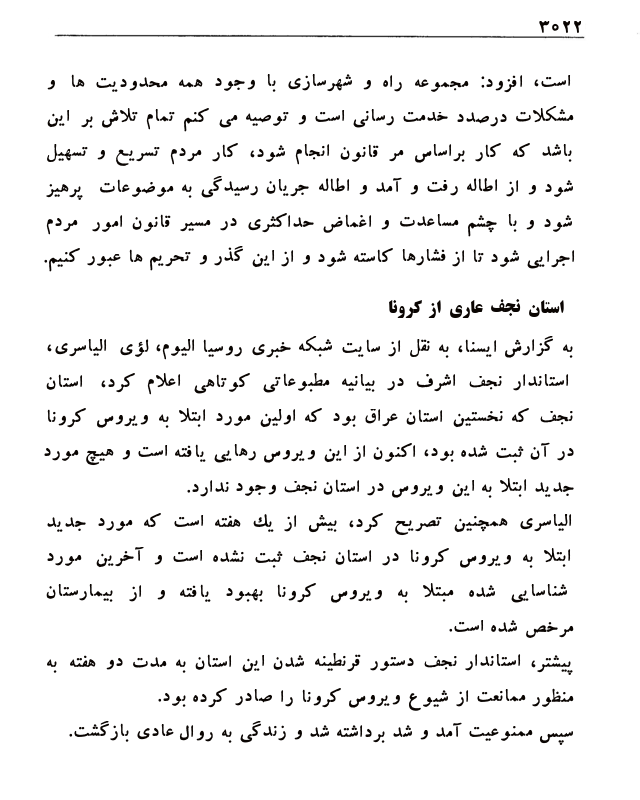 ۳۰۲۲
است، افزود: مجموعه راه و شهرسازی با وجود همه محدودیت ها و
مشکلات درصدد خدمت رسانی است و توصیه می کنم تمام تلاش بر این
باشد که کار براساس مر قانون انجام شود، کار مردم تسریع و تسهیل
شود و از اطاله رفت و آمد و اطاله جریان رسیدگی به موضوعات پرهیز
شود و با چشم مساعدت و اغماض حداکثری در مسیر قانون امور مردم
اجرایی شود تا از فشارها کاسته شود و از این گذر و تحریم ها عبور کنیم.
استان نجف عاری از کرونا
به گزارش ایسنا، به نقل از سایت شبکه خبری روسیا الیوم، لؤی الیاسری،
استاندار نجف اشرف در بیانیه مطبوعاتی کوتاهی اعلام کرد، استان
نجف که نخستین استان عراق بود که اولین مورد ابتلا به ویروس کرونا
در آن ثبت شده بود، اکنون از این ویروس رهایی یافته است و هیچ مورد
جدید ابتلا به این ویروس در استان نجف وجود ندارد.
الیاسری همچنین تصریح کرد، بیش از یك هفته است که مورد جدید
ابتلا به ویروس کرونا در استان نجف ثبت نشده است و آخرین مورد
شناسایی شده مبتلا به ویروس کرونا بهبود یافته و از بیمارستان
مرخص شده است.
پیشتر، استاندار نجف دستور قرنطینه شدن این استان به مدت دو هفته به
منظور ممانعت از شیوع ویروس کرونا را صادر کرده بود.
سپس ممنوعیت آمد و شد برداشته شد و زندگی به روال عادی بازگشت.